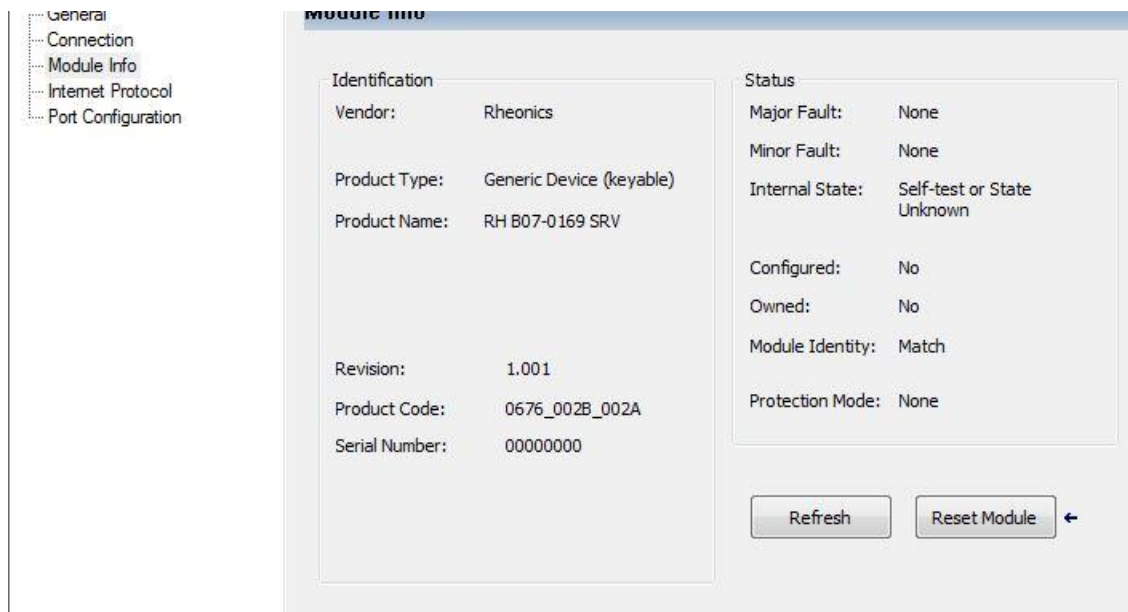 General
Connection
Module Info
Internet Protocol
Port Configuration
Module Info
Identification
Vendor: Rheonics
Product Type: Generic Device (keyable)
Product Name: RH B07-0169 SRV
Revision: 1.001
Product Code: 0676_002B_002A
Serial Number: 00000000
Status
Major Fault: None
Minor Fault: None
Internal State: Self-test or State
Unknown
Configured: No
Owned: No
Module Identity: Match
Protection Mode: None
Refresh
Reset Module ←